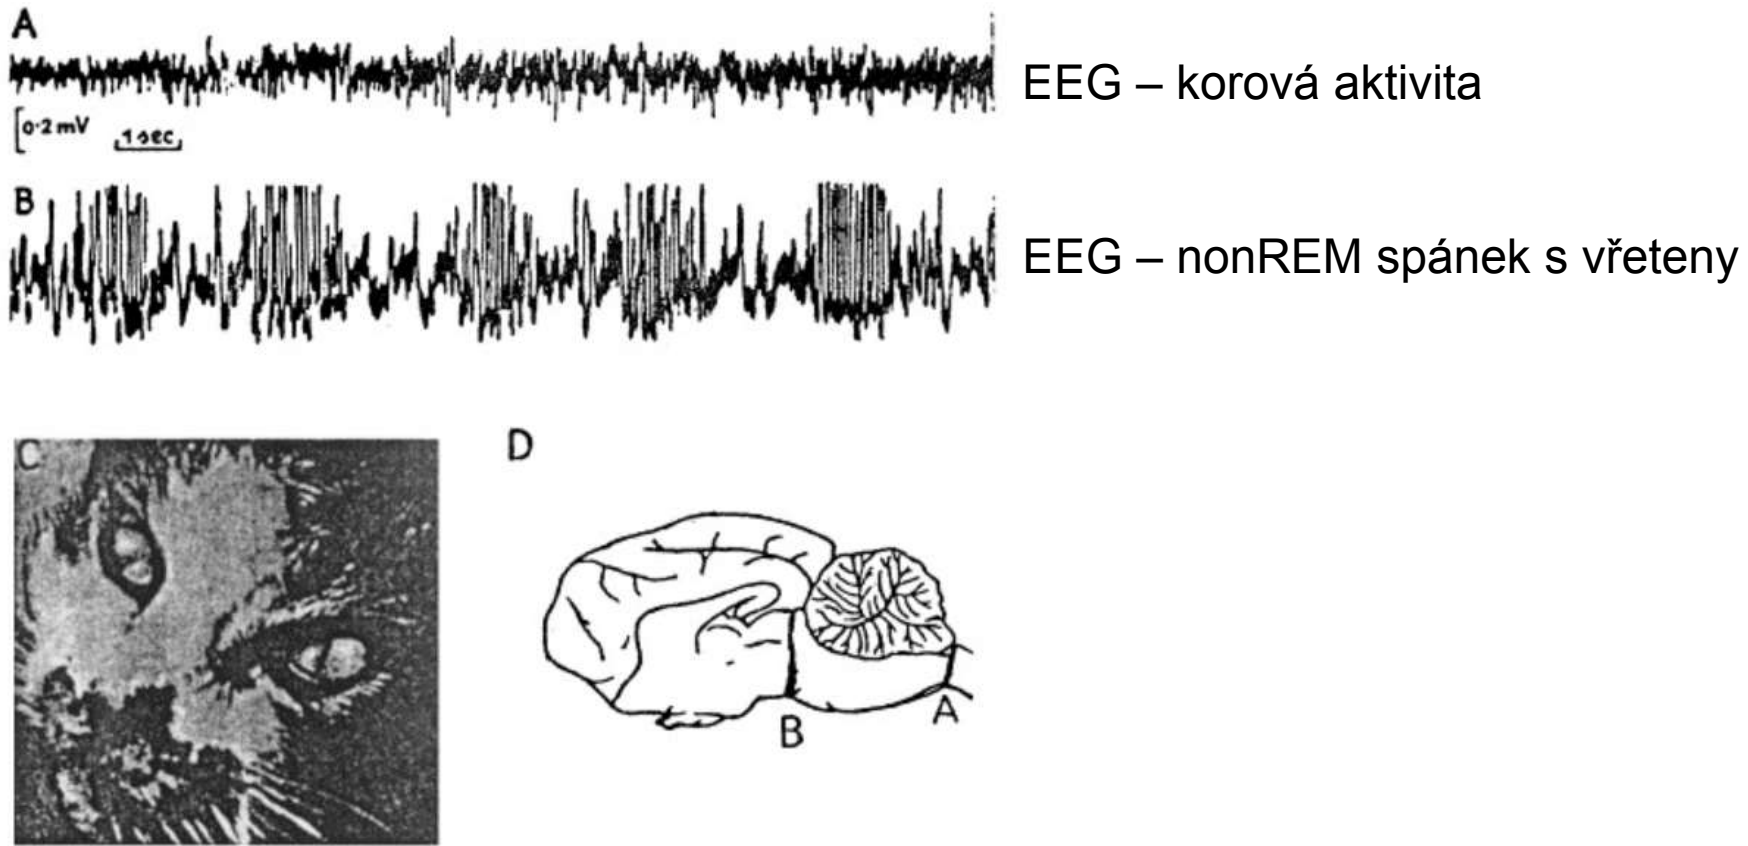 A
EEG – korová aktivita
0·2 mV
1 sec
B
EEG – nonREM spánek s vřeteny
C
D
B
A